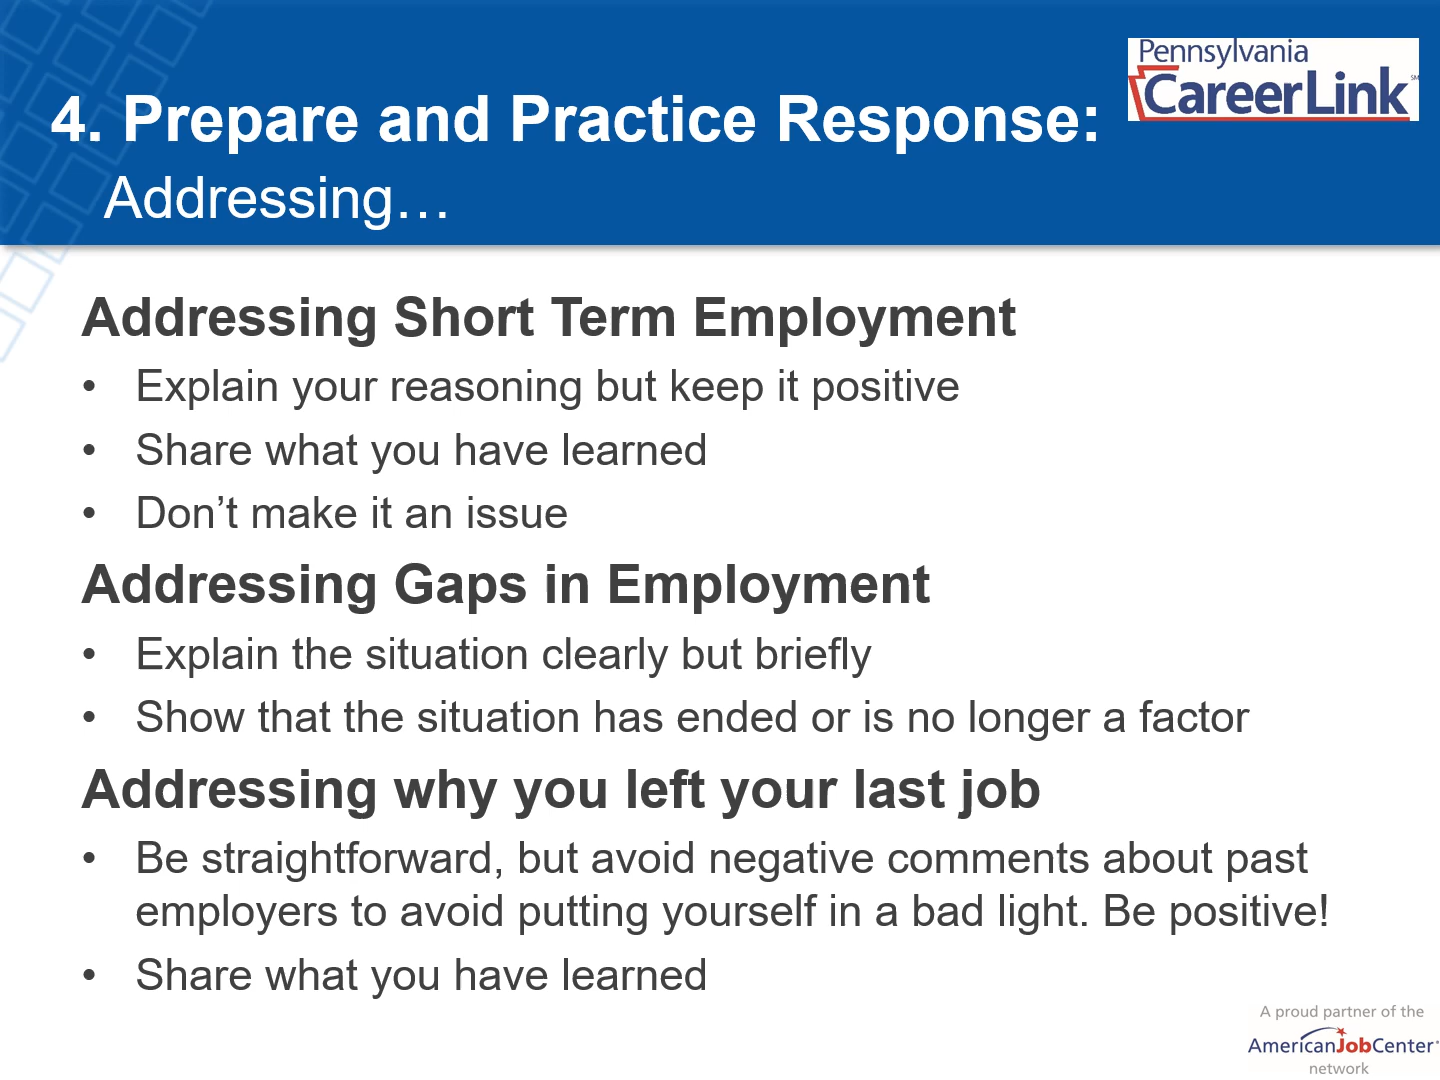 Pennsylvania
CareerLink
SM
4. Prepare and Practice Response:
Addressing…
Addressing Short Term Employment
• Explain your reasoning but keep it positive
• Share what you have learned
• Don’t make it an issue
Addressing Gaps in Employment
• Explain the situation clearly but briefly
• Show that the situation has ended or is no longer a factor
Addressing why you left your last job
• Be straightforward, but avoid negative comments about past
employers to avoid putting yourself in a bad light. Be positive!
• Share what you have learned
A proud partner of the
AmericanJobCenter
network